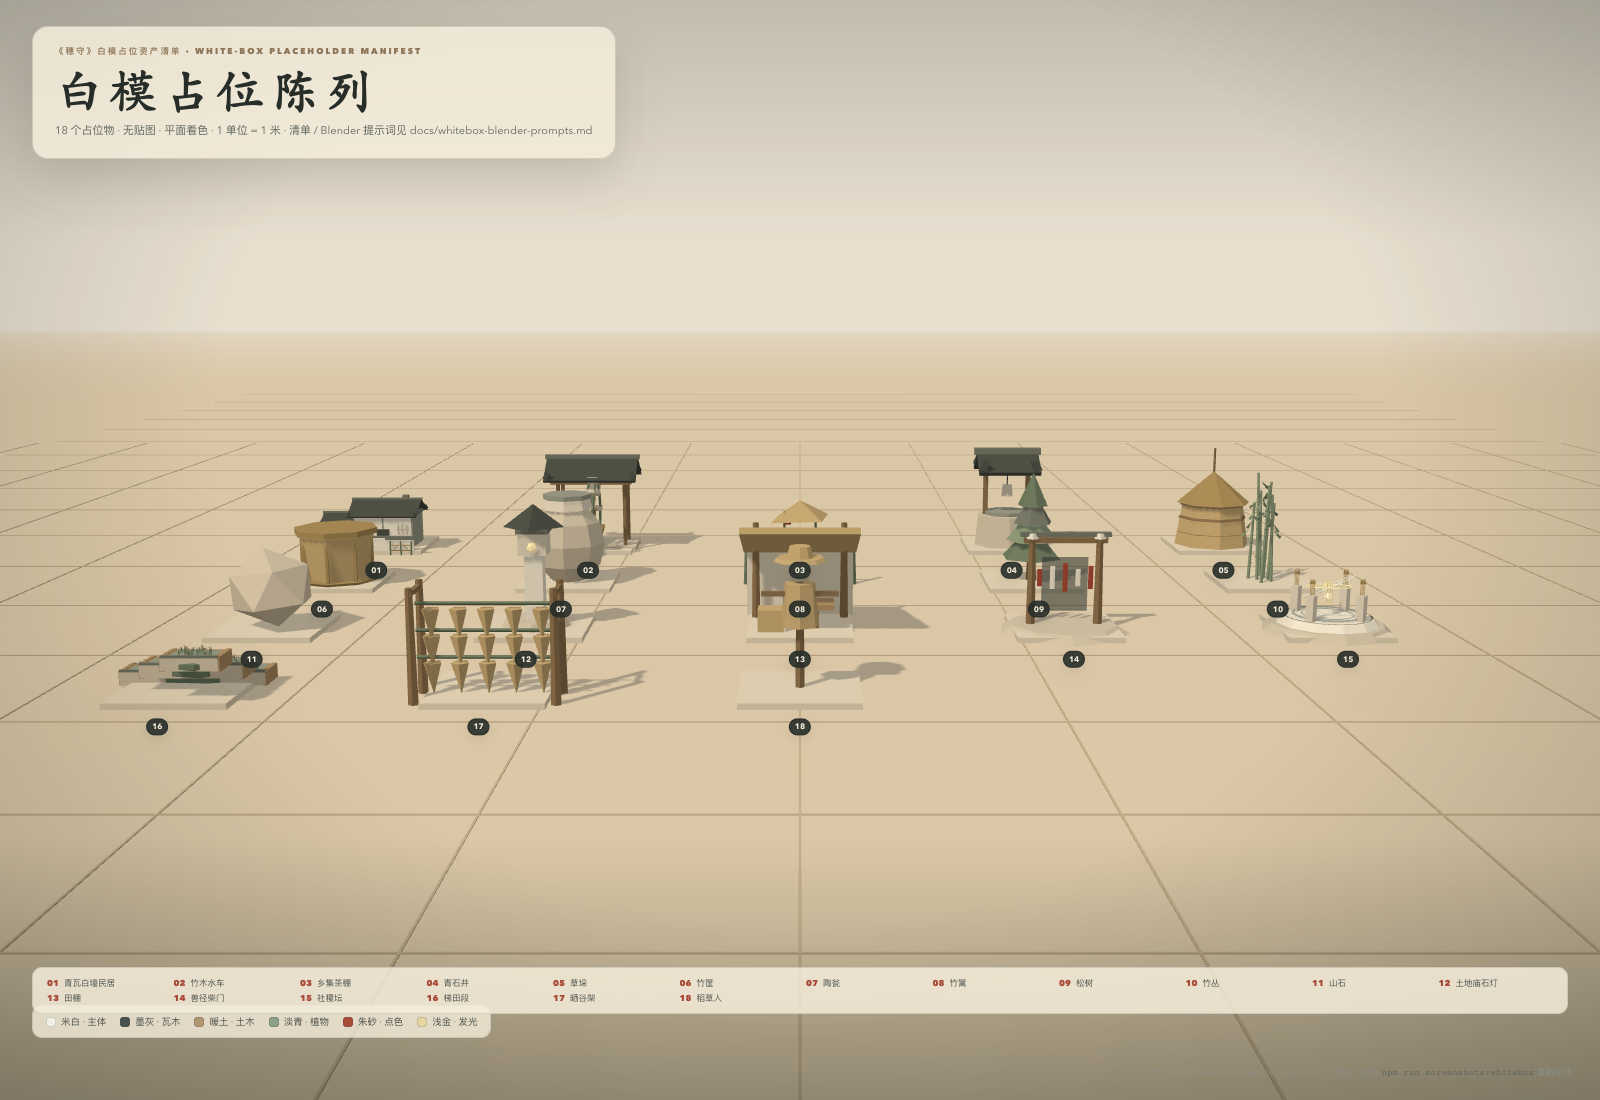 《穗守》白模占位资产清单 · WHITE-BOX PLACEHOLDER MANIFEST
白模占位陈列
18 个占位物 · 无贴图 · 平面着色 · 1 单位 = 1 米 · 清单 / Blender 提示词见 docs/whitebox-blender-prompts.md
01
02
03
04
05
06
07
08
09
10
11
12
13
14
15
16
17
18
01 青瓦白墙民居 02 竹木水车 03 乡集茶棚 04 青石井 05 草垛 06 竹筐 07 陶瓮 08 竹篱 09 松树 10 竹丛 11 山石 12 土地庙石灯
13 田棚 14 兽径柴门 15 社稷坛 16 梯田段 17 晒谷架 18 稻草人
米白 · 主体 墨灰 · 瓦木 暖土 · 土木 淡青 · 植物 朱砂 · 点色 浅金 · 发光
npm run screenshots:whitebox